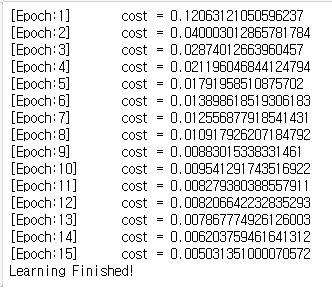 [Epoch:1] cost = 0.12063121050596237
[Epoch:2] cost = 0.040003012865781784
[Epoch:3] cost = 0.02874012663960457
[Epoch:4] cost = 0.021196046844124794
[Epoch:5] cost = 0.01791958510875702
[Epoch:6] cost = 0.013898618519306183
[Epoch:7] cost = 0.012556877918541431
[Epoch:8] cost = 0.010917926207184792
[Epoch:9] cost = 0.00883015338331461
[Epoch:10] cost = 0.009541291743516922
[Epoch:11] cost = 0.008279380388557911
[Epoch:12] cost = 0.008206642232835293
[Epoch:13] cost = 0.007867774926126003
[Epoch:14] cost = 0.006203759461641312
[Epoch:15] cost = 0.005031351000070572
Learning Finished!